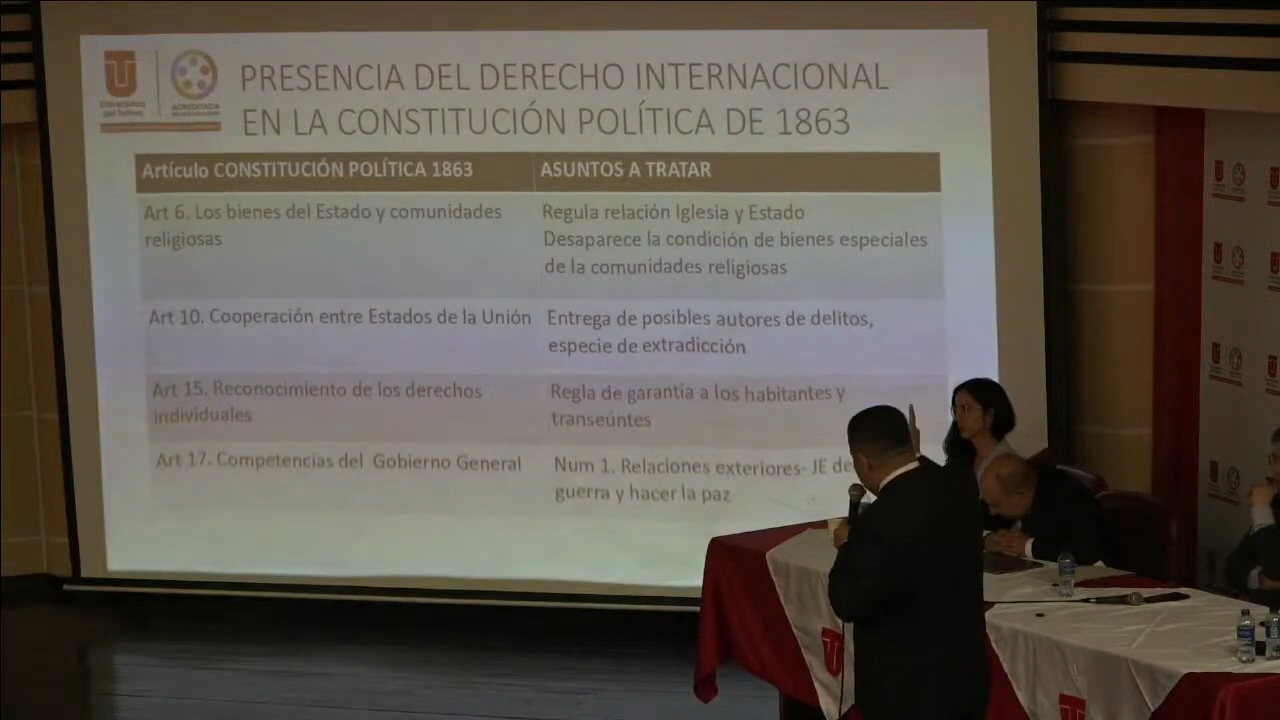 Universidad
del Tolima
ACREDITADA
PRESENCIA DEL DERECHO INTERNACIONAL
EN LA CONSTITUCIÓN POLÍTICA DE 1863
Artículo CONSTITUCIÓN POLÍTICA 1863
ASUNTOS A TRATAR
Art 6. Los bienes del Estado y comunidades
religiosas
Regula relación Iglesia y Estado
Desaparece la condición de bienes especiales
de la comunidades religiosas
Art 10. Cooperación entre Estados de la Unión
Entrega de posibles autores de delitos,
especie de extradicción
Art 15. Reconocimiento de los derechos
individuales
Regla de garantía a los habitantes y
transeúntes
Art 17. Competencias del Gobierno General
Num 1. Relaciones exteriores- JE de
guerra y hacer la paz